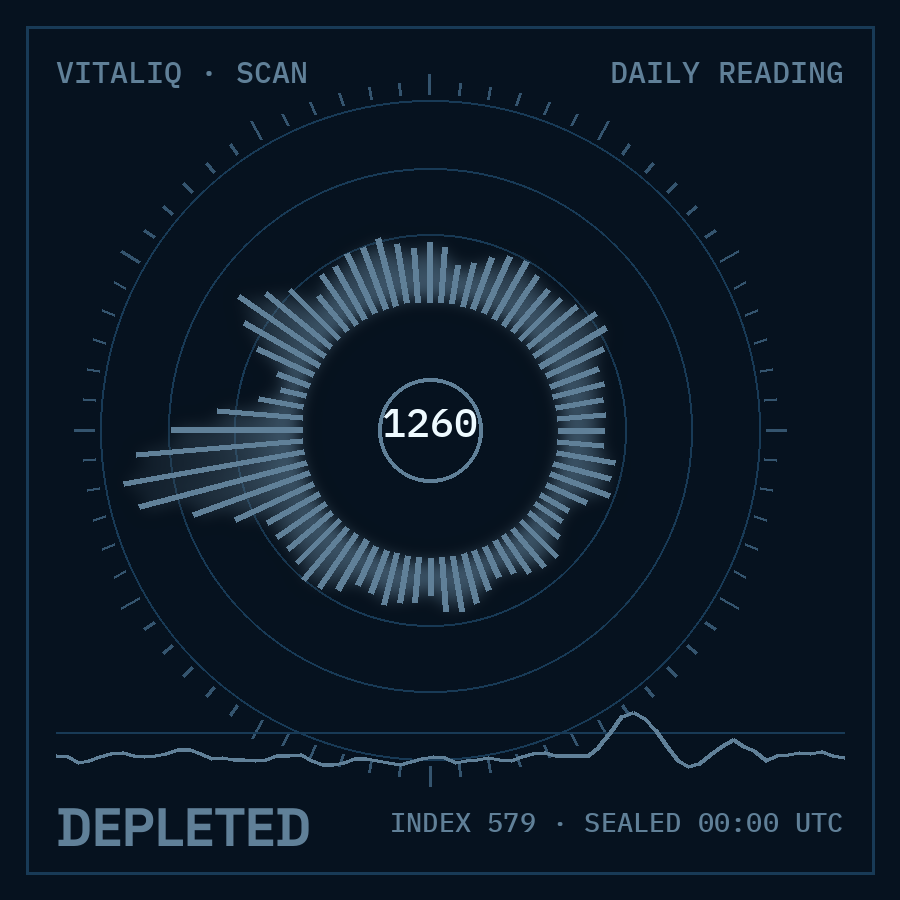 VITALIQ · SCAN
DAILY READING
1260
DEPLETED
INDEX 579 · SEALED 00:00 UTC